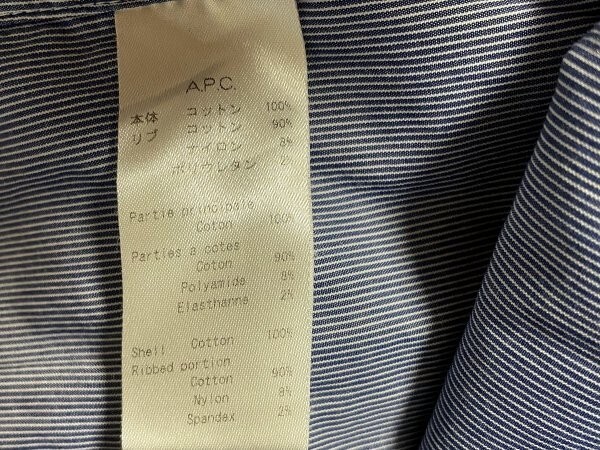 A.P.C.
本体 コットン 100%
リブ コットン 90%
ナイロン 8%
ポリウレタン 2%
Partie principale
Coton 100%
Parties a cotes
Coton 90%
Polyamide 8%
Elasthanne 2%
Shell Cotton 100%
Ribbed portion
Cotton 90%
Nylon 8%
Spandex 2%